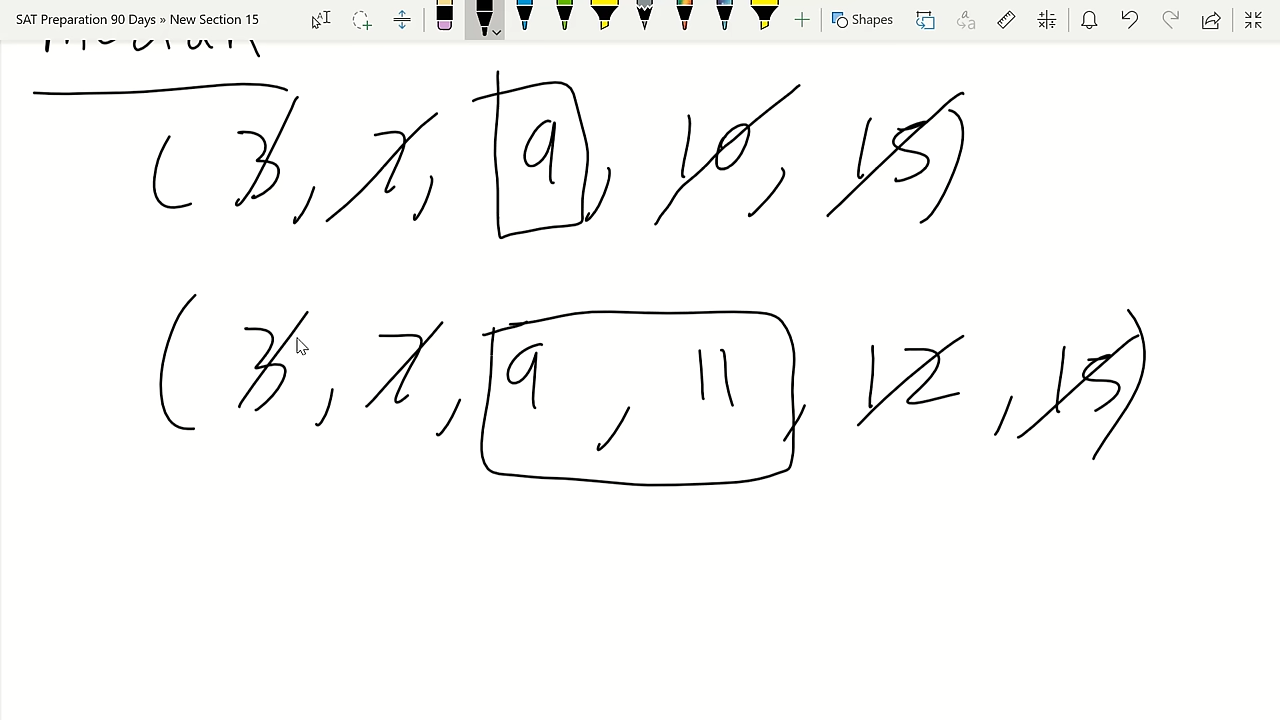 SAT Preparation 90 Days » New Section 15
Shapes
Median
(3, 7, 9, 10, 15)
(3, 7, 9, 11, 12, 15)